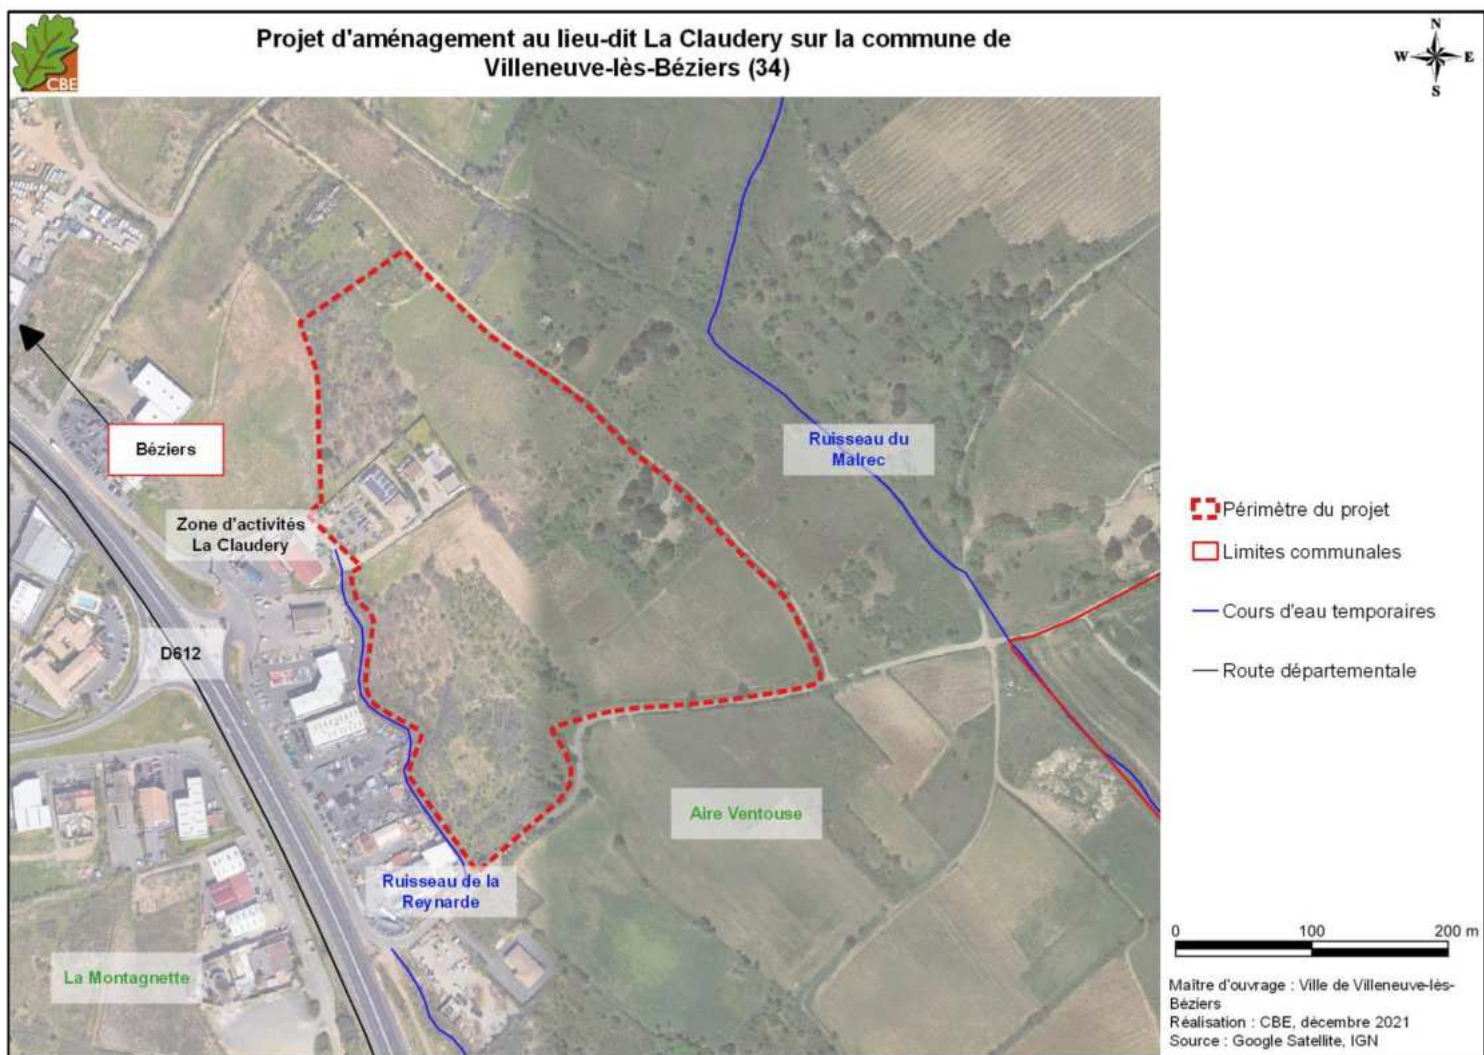 CBE
Projet d'aménagement au lieu-dit La Claudery sur la commune de
Villeneuve-lès-Béziers (34)
N
W E
S
Béziers
Ruisseau du
Malrec
Zone d'activités
La Claudery
D612
Aire Ventouse
Ruisseau de la
Reynarde
La Montagnette
Périmètre du projet
Limites communales
Cours d'eau temporaires
Route départementale
0 100 200 m
Maître d'ouvrage : Ville de Villeneuve-lès-
Béziers
Réalisation : CBE, décembre 2021
Source : Google Satellite, IGN